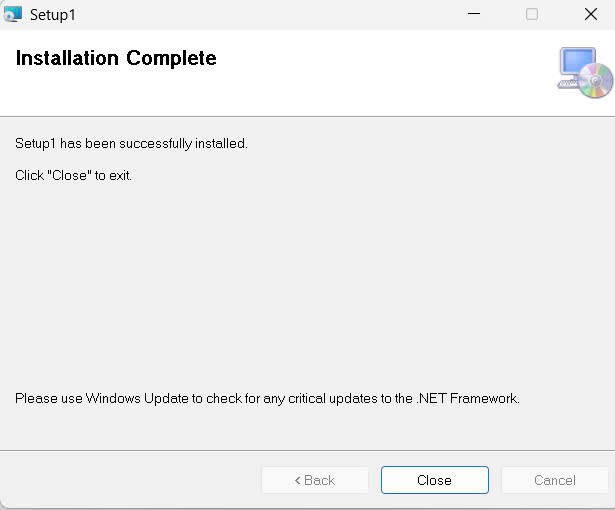 Setup1
Installation Complete
Setup1 has been successfully installed.
Click "Close" to exit.
Please use Windows Update to check for any critical updates to the .NET Framework.
< Back
Close
Cancel